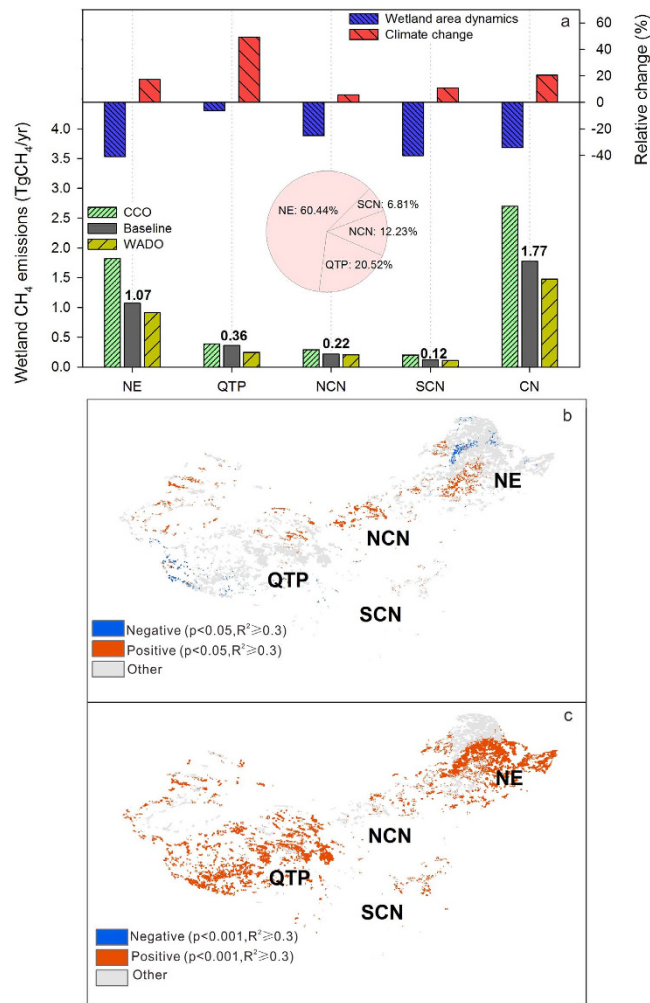 a
Wetland area dynamics
Climate change
60
40
20
0
-20
-40
Relative change (%)
4.0
3.5
3.0
2.5
2.0
1.5
1.0
0.5
0.0
Wetland CH₄ emissions (TgCH₄/yr)
CCO
Baseline
WADO
NE: 60.44%
SCN: 6.81%
NCN: 12.23%
QTP: 20.52%
1.07
0.36
0.22
0.12
1.77
NE QTP NCN SCN CN
b
NE
NCN
QTP
SCN
Negative (p<0.05,R²≥0.3)
Positive (p<0.05,R²≥0.3)
Other
c
NE
NCN
QTP
SCN
Negative (p<0.001,R²≥0.3)
Positive (p<0.001,R²≥0.3)
Other